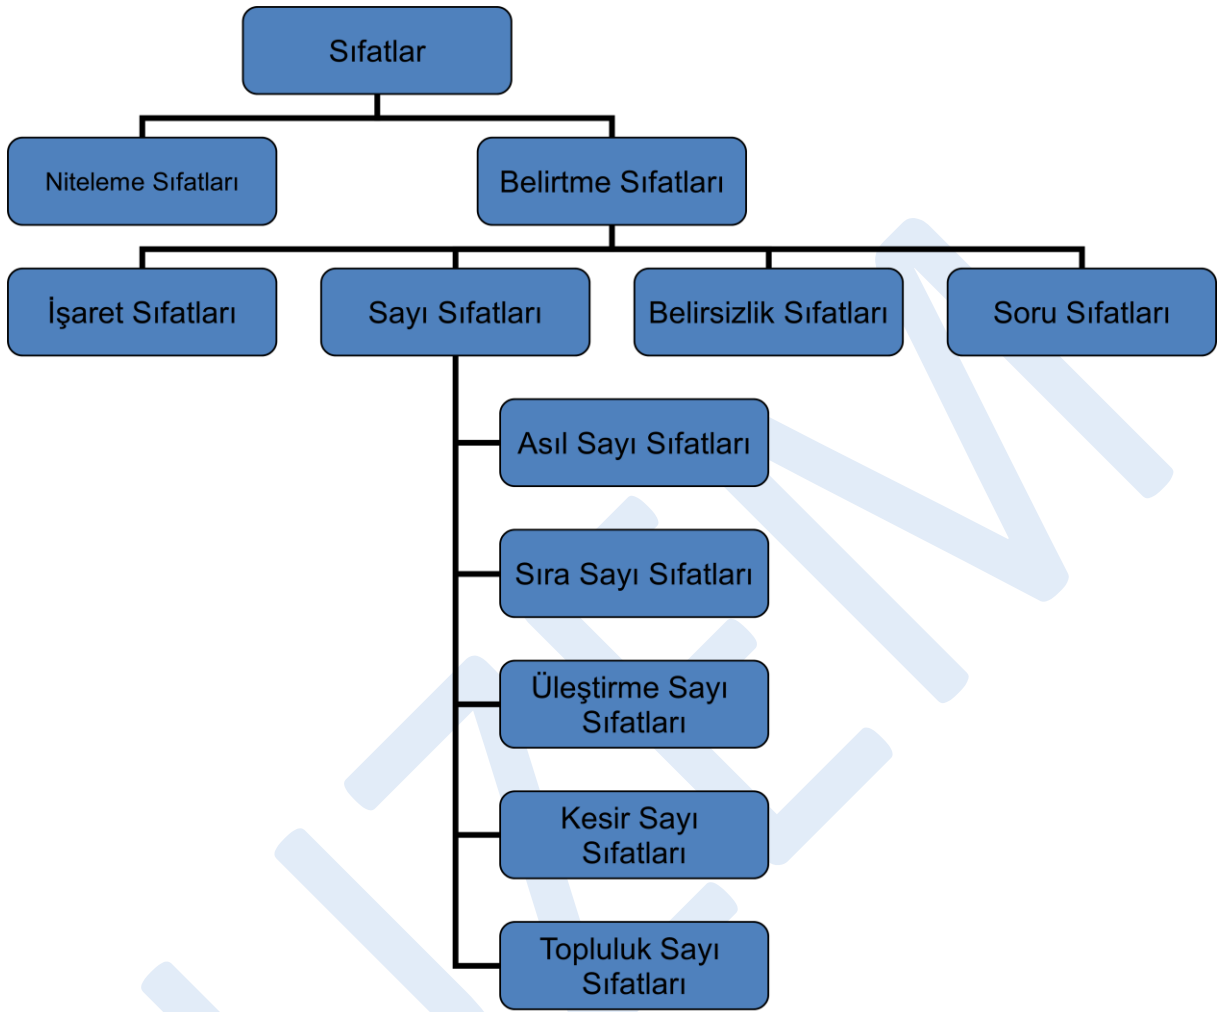 Sıfatlar
Niteleme Sıfatları
Belirtme Sıfatları
İşaret Sıfatları
Sayı Sıfatları
Belirsizlik Sıfatları
Soru Sıfatları
Asıl Sayı Sıfatları
Sıra Sayı Sıfatları
Üleştirme Sayı
Sıfatları
Kesir Sayı
Sıfatları
Topluluk Sayı
Sıfatları